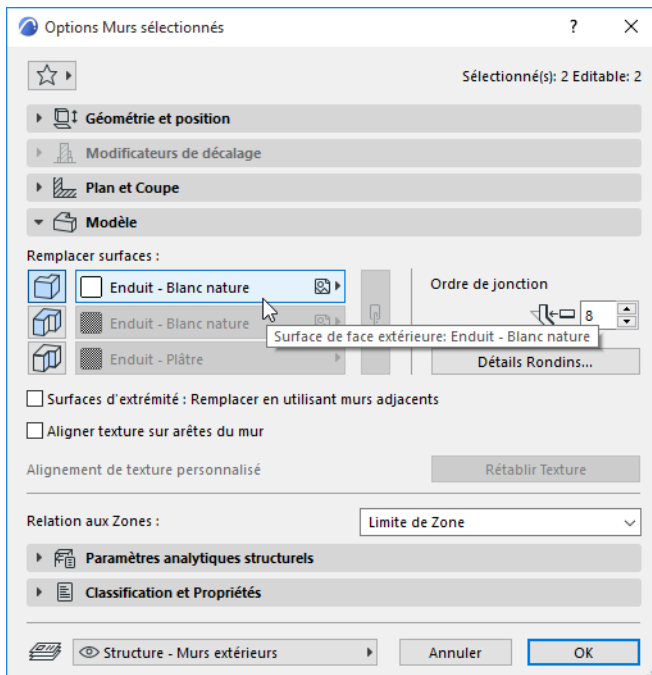 Options Murs sélectionnés
?
Sélectionné(s): 2 Editable: 2
Géométrie et position
Modificateurs de décalage
Plan et Coupe
Modèle
Remplacer surfaces :
Enduit - Blanc nature
Ordre de jonction
Enduit - Blanc nature
8
Surface de face extérieure: Enduit - Blanc nature
Enduit - Plâtre
Détails Rondins...
Surfaces d'extrémité : Remplacer en utilisant murs adjacents
Aligner texture sur arêtes du mur
Alignement de texture personnalisé
Rétablir Texture
Relation aux Zones :
Limite de Zone
Paramètres analytiques structurels
Classification et Propriétés
Structure - Murs extérieurs
Annuler
OK